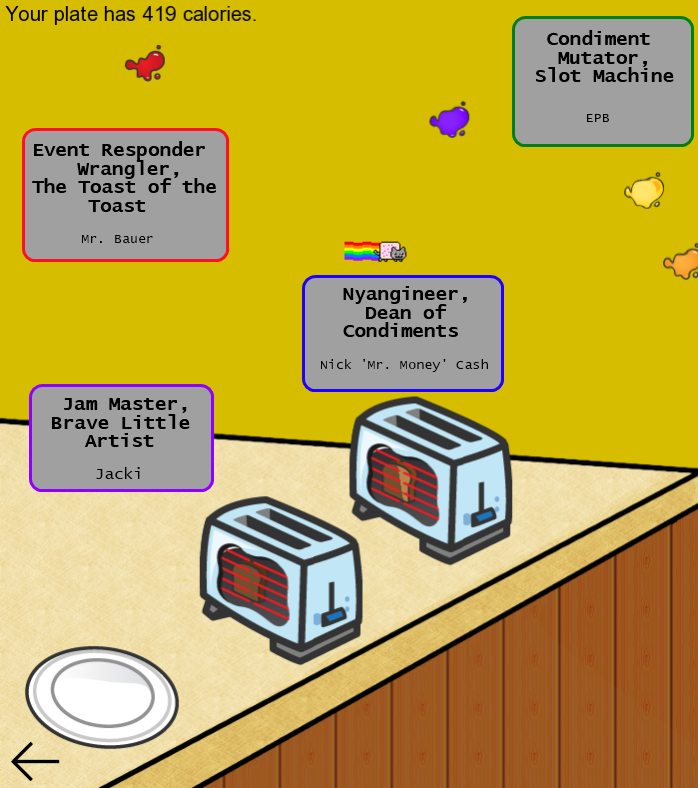 Your plate has 419 calories.
Condiment
Mutator,
Slot Machine
EPB
Event Responder
Wrangler,
The Toast of the
Toast
Mr. Bauer
Nyangineer,
Dean of
Condiments
Nick 'Mr. Money' Cash
Jam Master,
Brave Little
Artist
Jacki